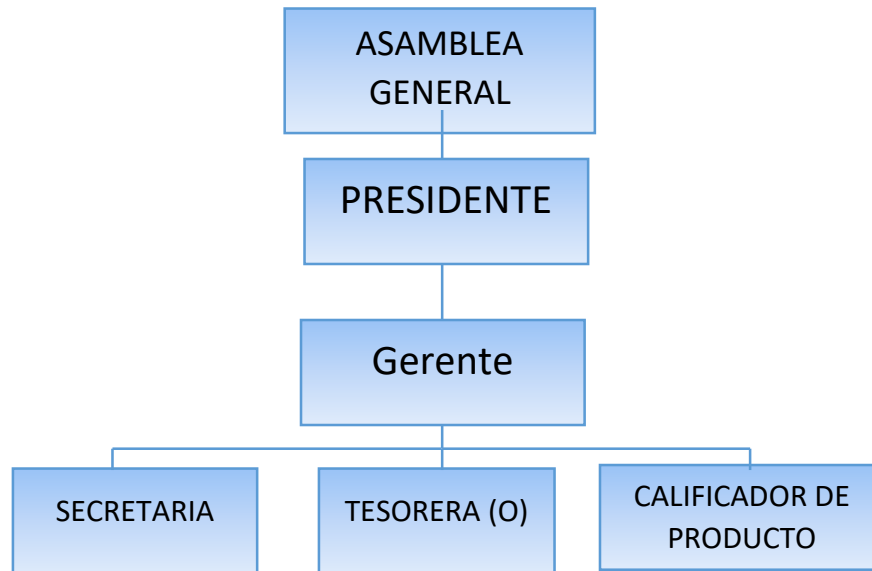 ASAMBLEA
GENERAL
PRESIDENTE
Gerente
SECRETARIA
TESORERA (O)
CALIFICADOR DE
PRODUCTO